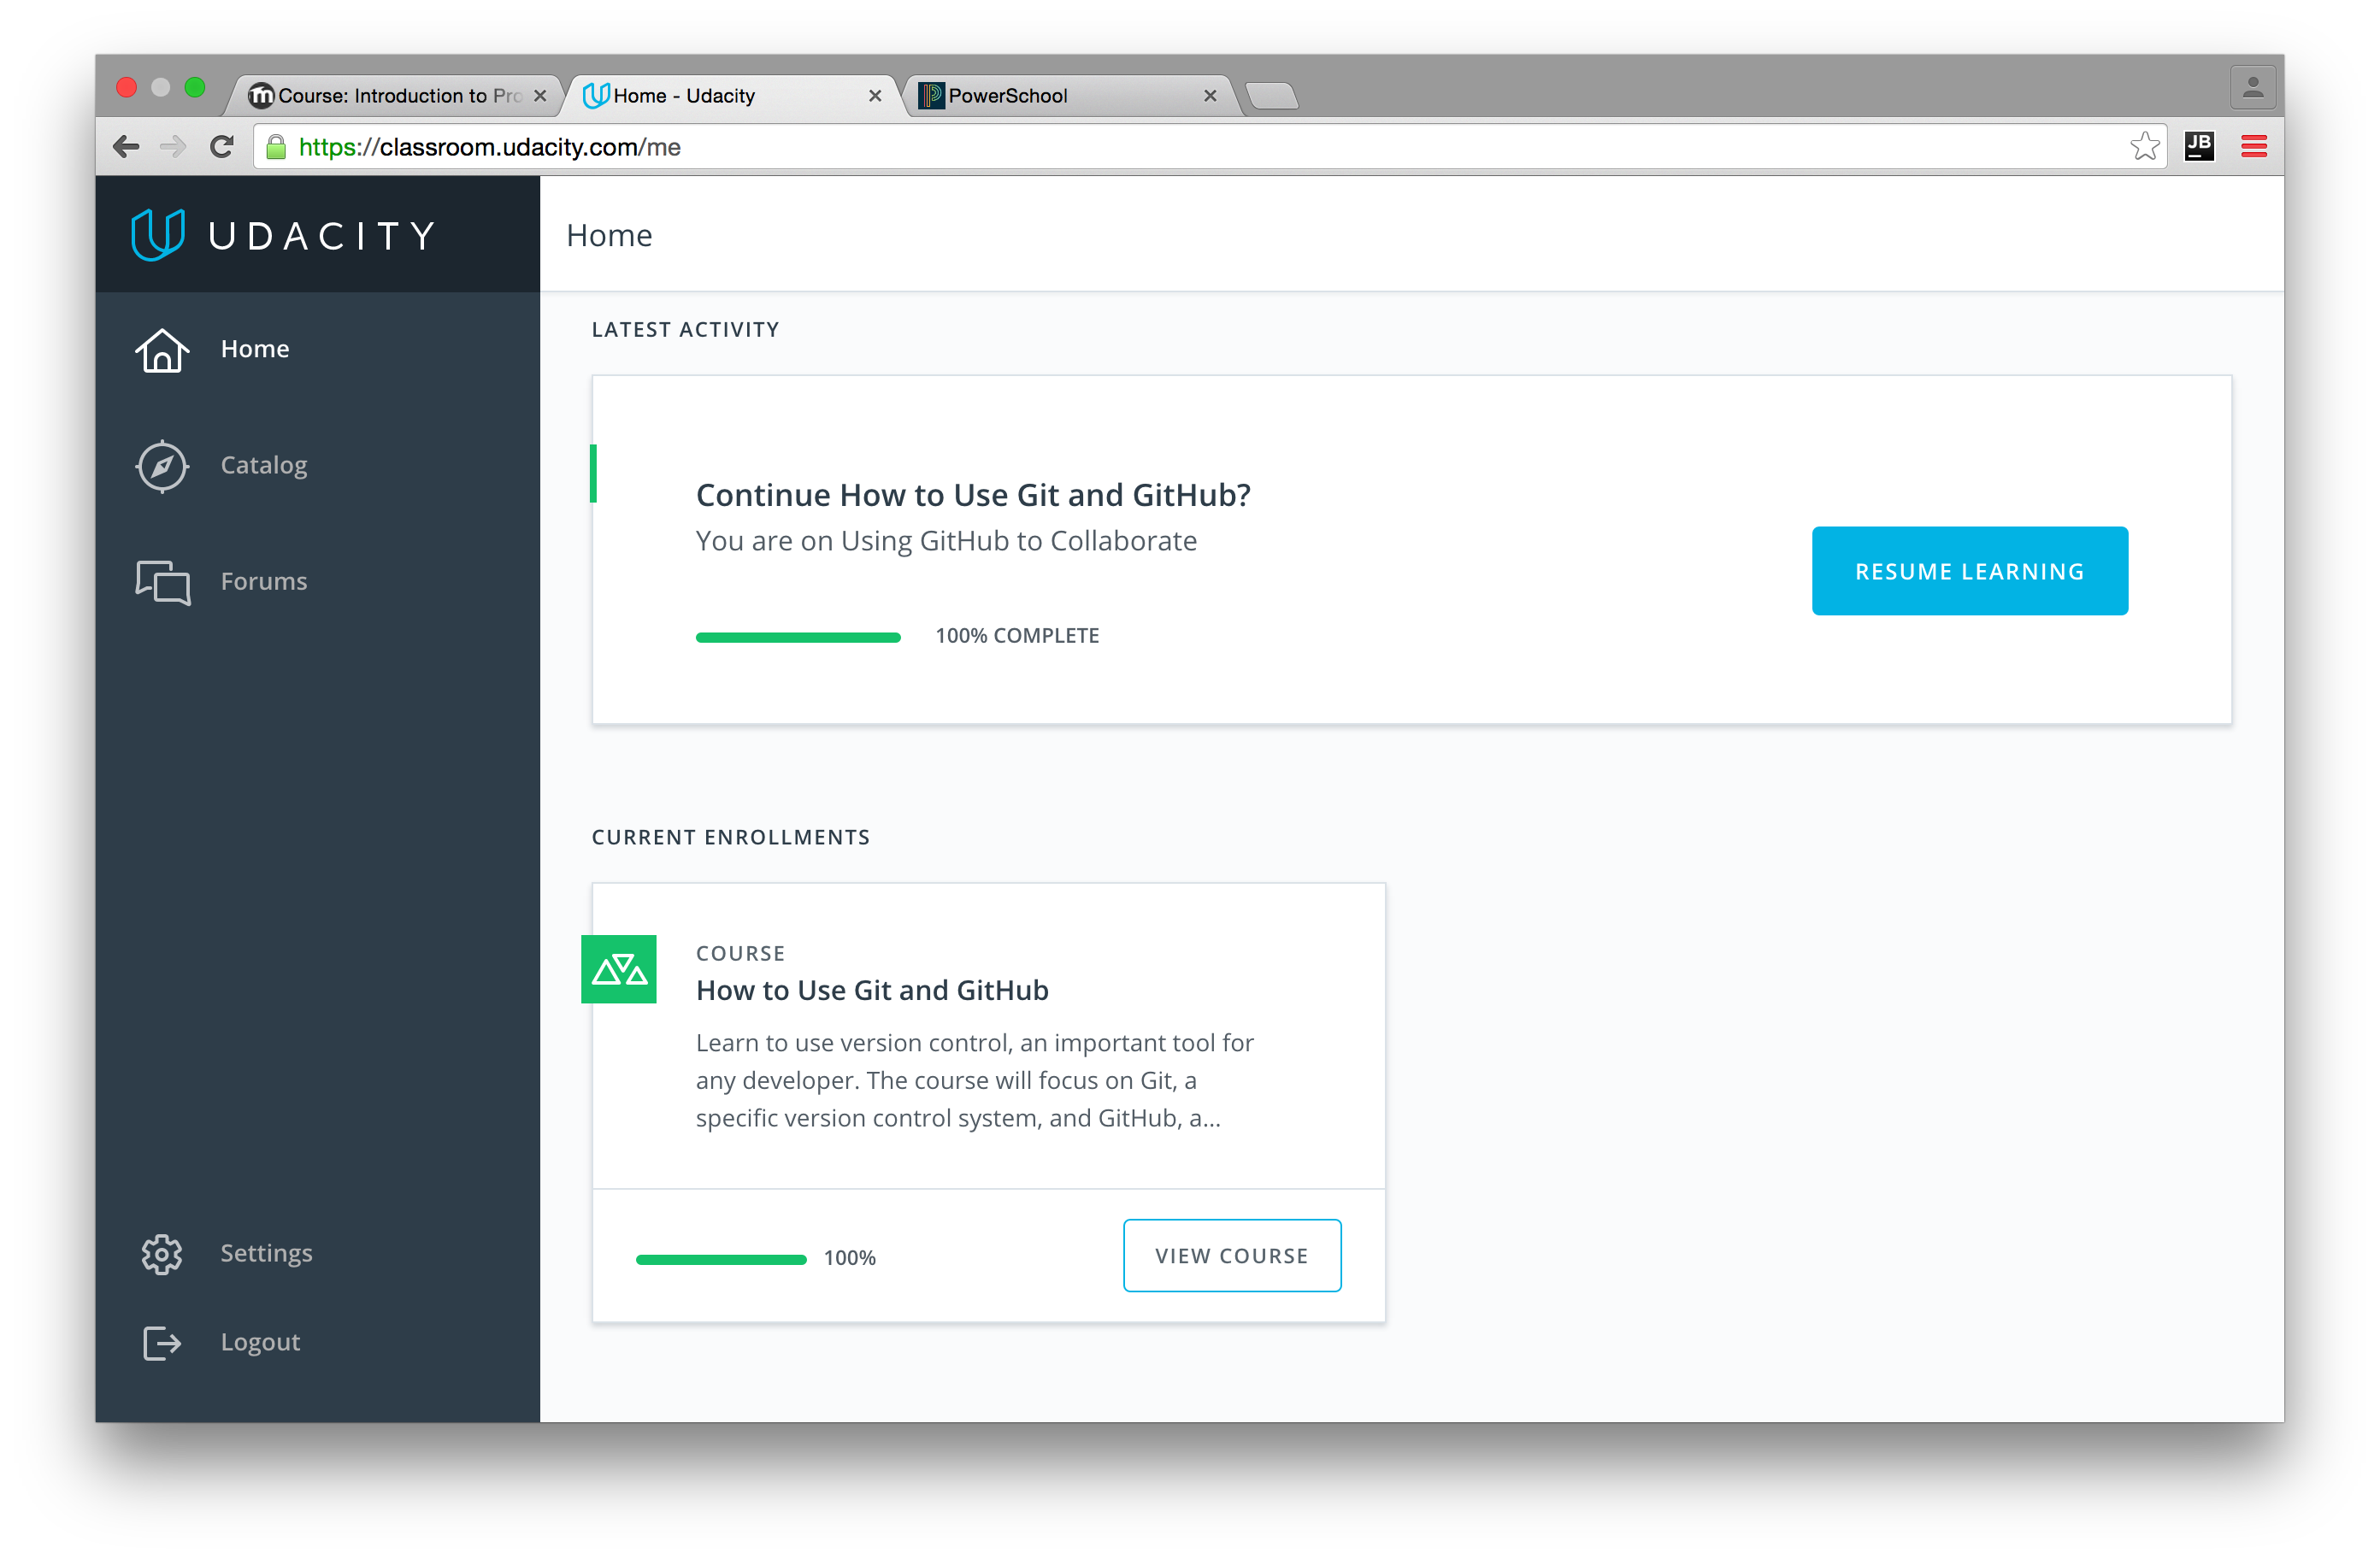 Course: Introduction to Pro
Home - Udacity
PowerSchool
https://classroom.udacity.com/me
JB
UDACITY
Home
Home
Catalog
Forums
Settings
Logout
LATEST ACTIVITY
Continue How to Use Git and GitHub?
You are on Using GitHub to Collaborate
100% COMPLETE
RESUME LEARNING
CURRENT ENROLLMENTS
COURSE
How to Use Git and GitHub
Learn to use version control, an important tool for
any developer. The course will focus on Git, a
specific version control system, and GitHub, a...
100%
VIEW COURSE